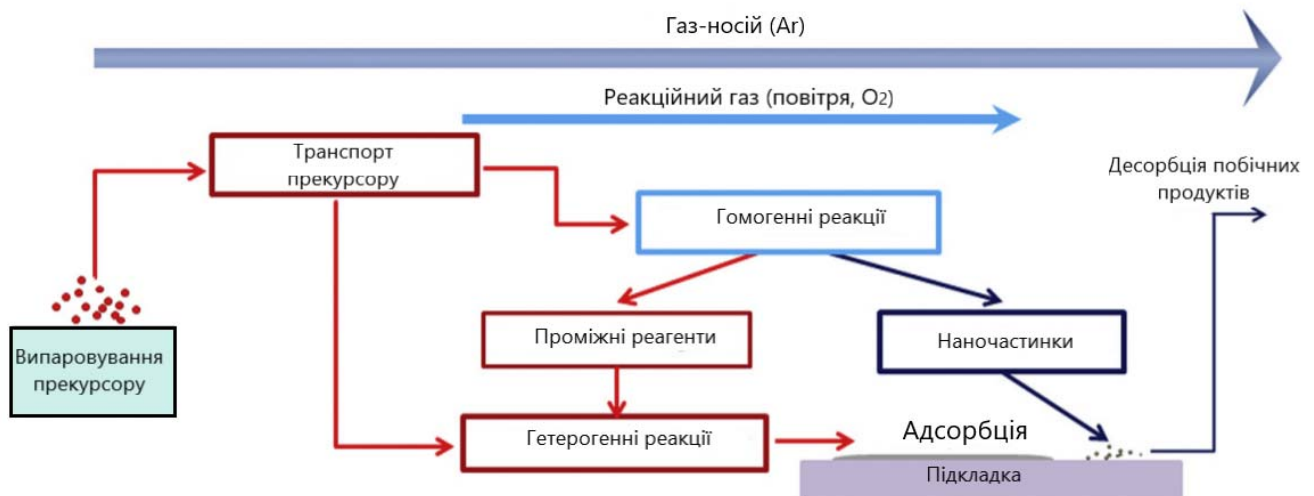 Газ-носій (Ar)
Реакційний газ (повітря, O2)
Транспорт
прекурсору
Десорбція побічних
продуктів
Гомогенні реакції
Проміжні реагенти
Наночастинки
Випаровування
прекурсору
Гетерогенні реакції
Адсорбція
Підкладка